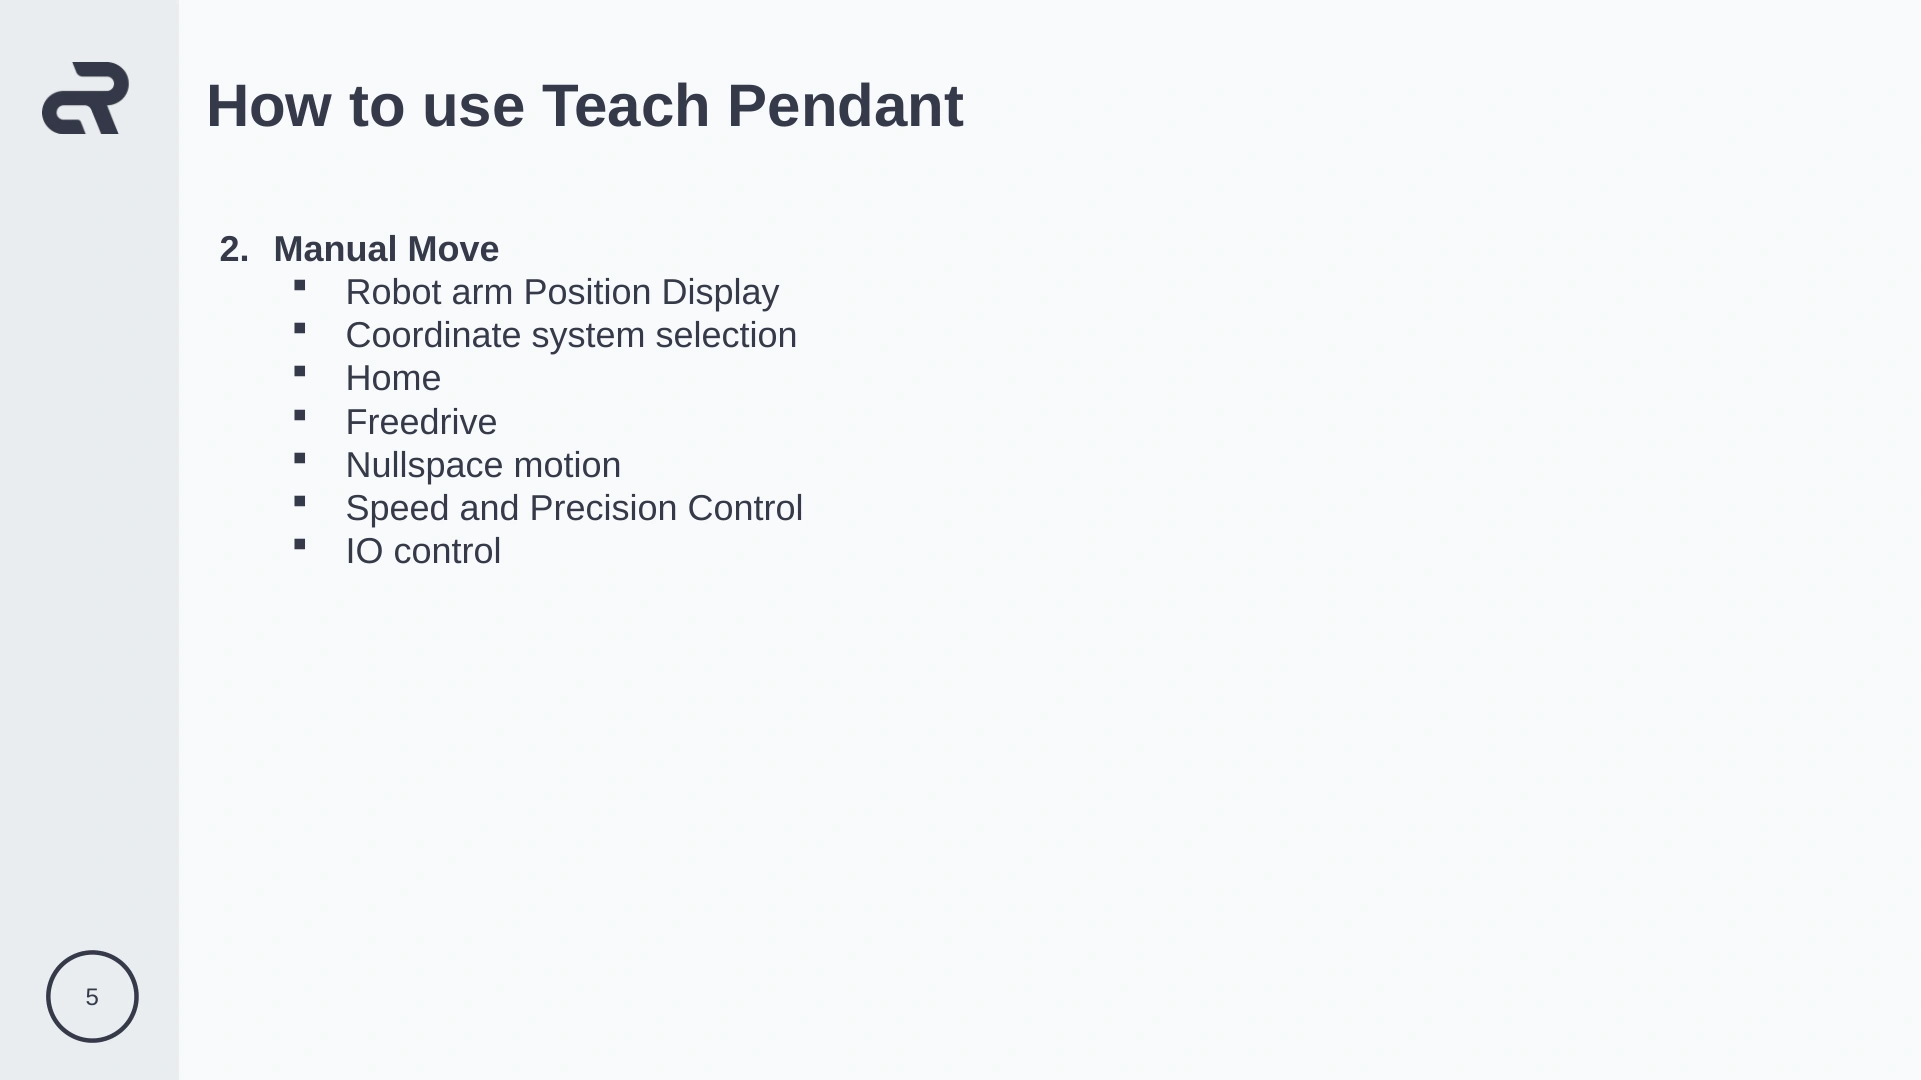 How to use Teach Pendant
2. Manual Move
▪ Robot arm Position Display
▪ Coordinate system selection
▪ Home
▪ Freedrive
▪ Nullspace motion
▪ Speed and Precision Control
▪ IO control
5